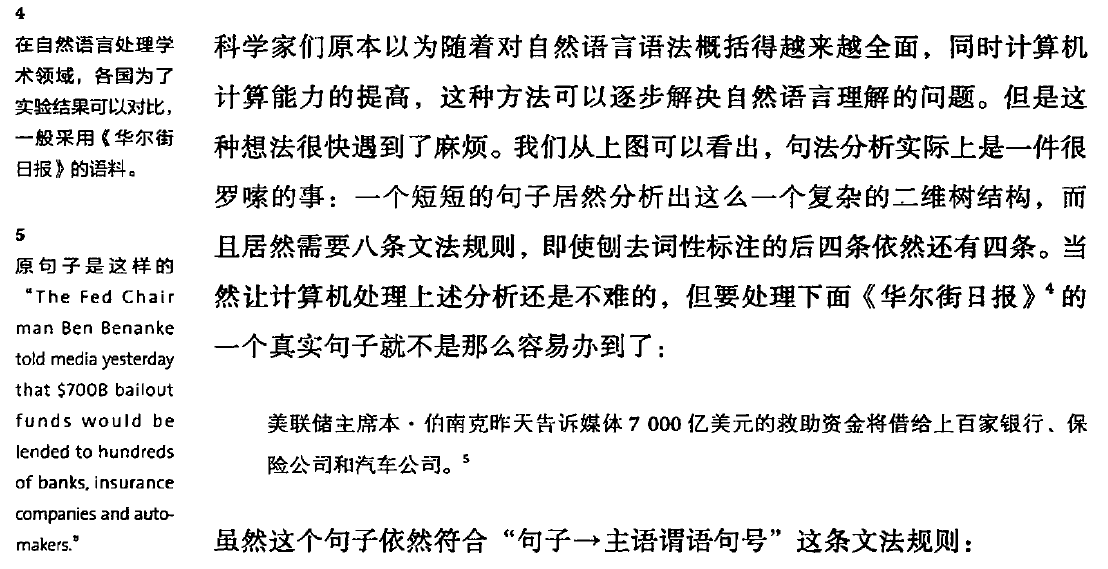 4
在自然语言处理学
术领域，各国为了
实验结果可以对比，
一般采用《华尔街
日报》的语料。
5
原句子是这样的
“The Fed Chair
man Ben Benanke
told media yesterday
that $700B bailout
funds would be
lended to hundreds
of banks, insurance
companies and auto-
makers.”
科学家们原本以为随着对自然语言语法概括得越来越全面，同时计算机
计算能力的提高，这种方法可以逐步解决自然语言理解的问题。但是这
种想法很快遇到了麻烦。我们从上图可以看出，句法分析实际上是一件很
罗嗦的事：一个短短的句子居然分析出这么一个复杂的二维树结构，而
且居然需要八条文法规则，即使刨去词性标注的后四条依然还有四条。当
然让计算机处理上述分析还是不难的，但要处理下面《华尔街日报》4 的
一个真实句子就不是那么容易办到了：
美联储主席本·伯南克昨天告诉媒体 7 000 亿美元的救助资金将借给上百家银行、保
险公司和汽车公司。5
虽然这个句子依然符合“句子→主语谓语句号”这条文法规则：